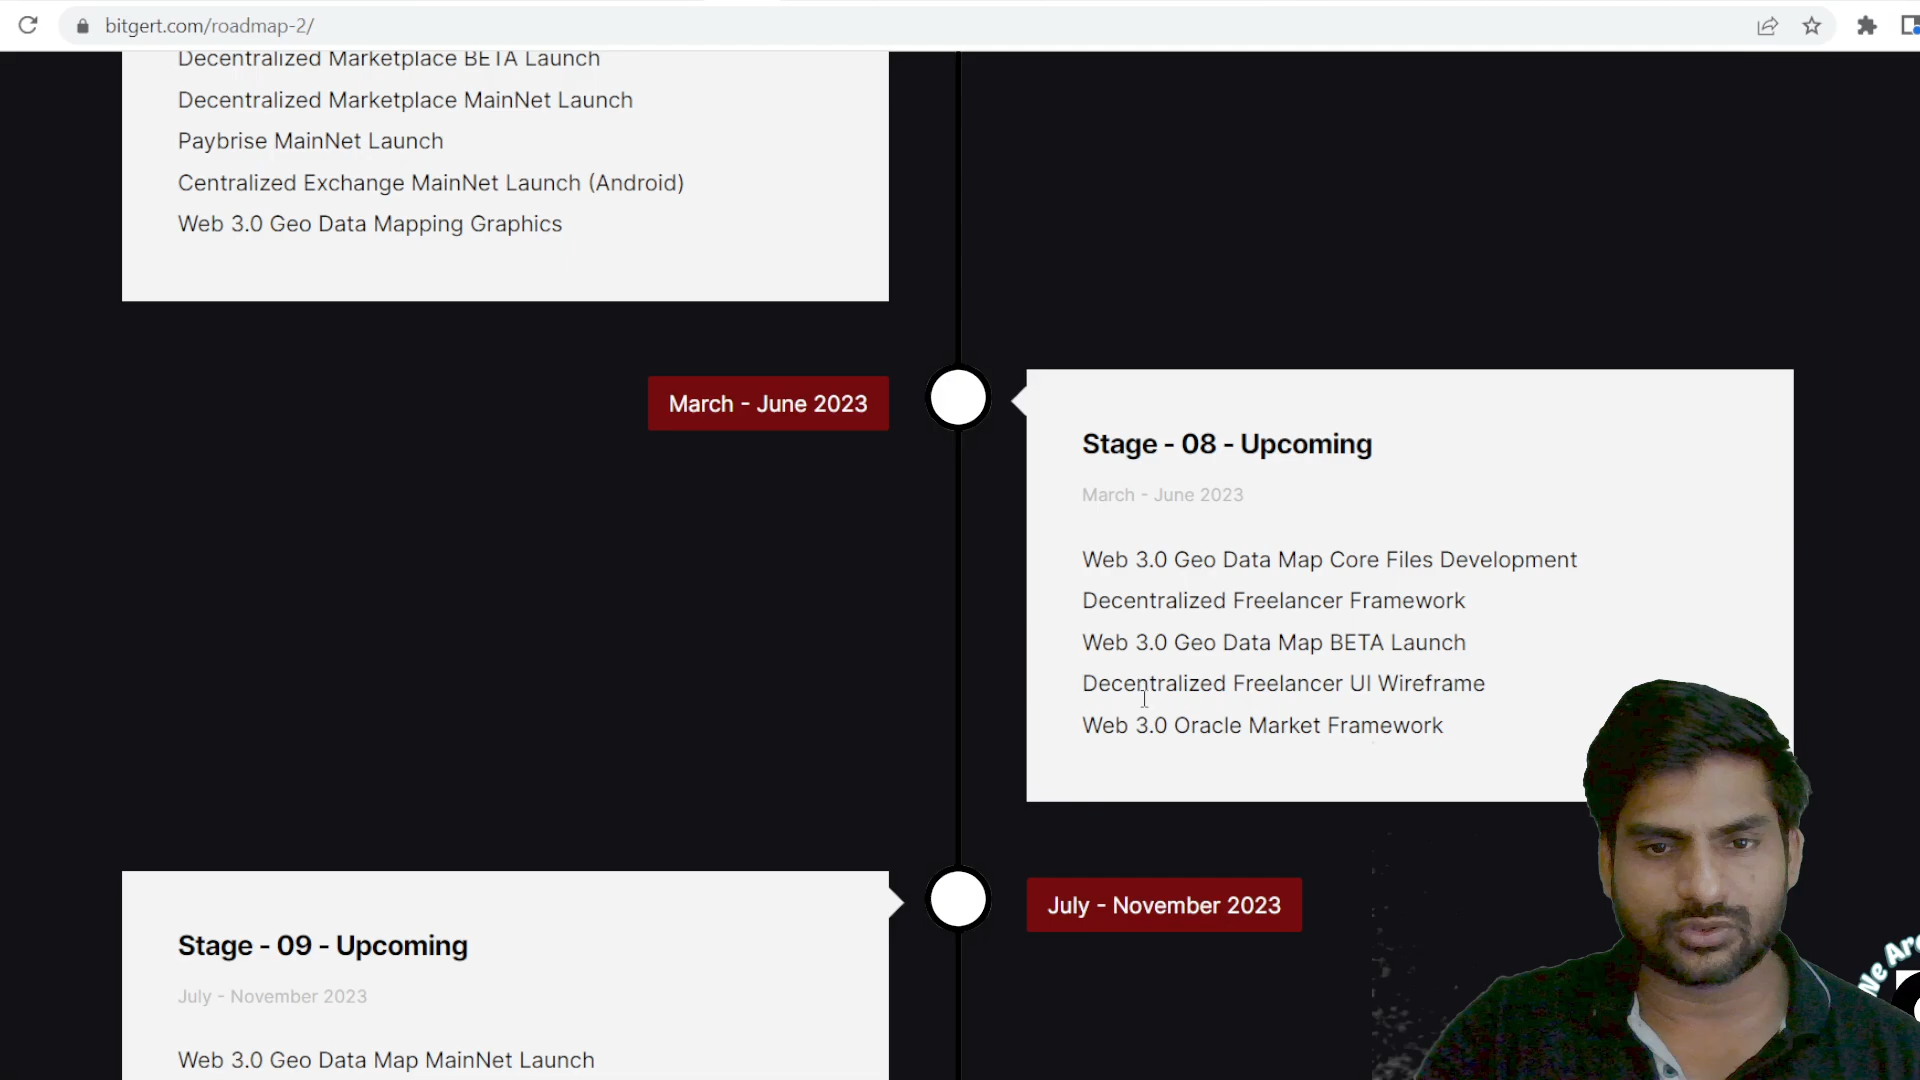 bitgert.com/roadmap-2/
Decentralized Marketplace BETA Launch
Decentralized Marketplace MainNet Launch
Paybrise MainNet Launch
Centralized Exchange MainNet Launch (Android)
Web 3.0 Geo Data Mapping Graphics
March - June 2023
Stage - 08 - Upcoming
March - June 2023
Web 3.0 Geo Data Map Core Files Development
Decentralized Freelancer Framework
Web 3.0 Geo Data Map BETA Launch
Decentralized Freelancer UI Wireframe
Web 3.0 Oracle Market Framework
July - November 2023
Stage - 09 - Upcoming
July - November 2023
Web 3.0 Geo Data Map MainNet Launch
We Are